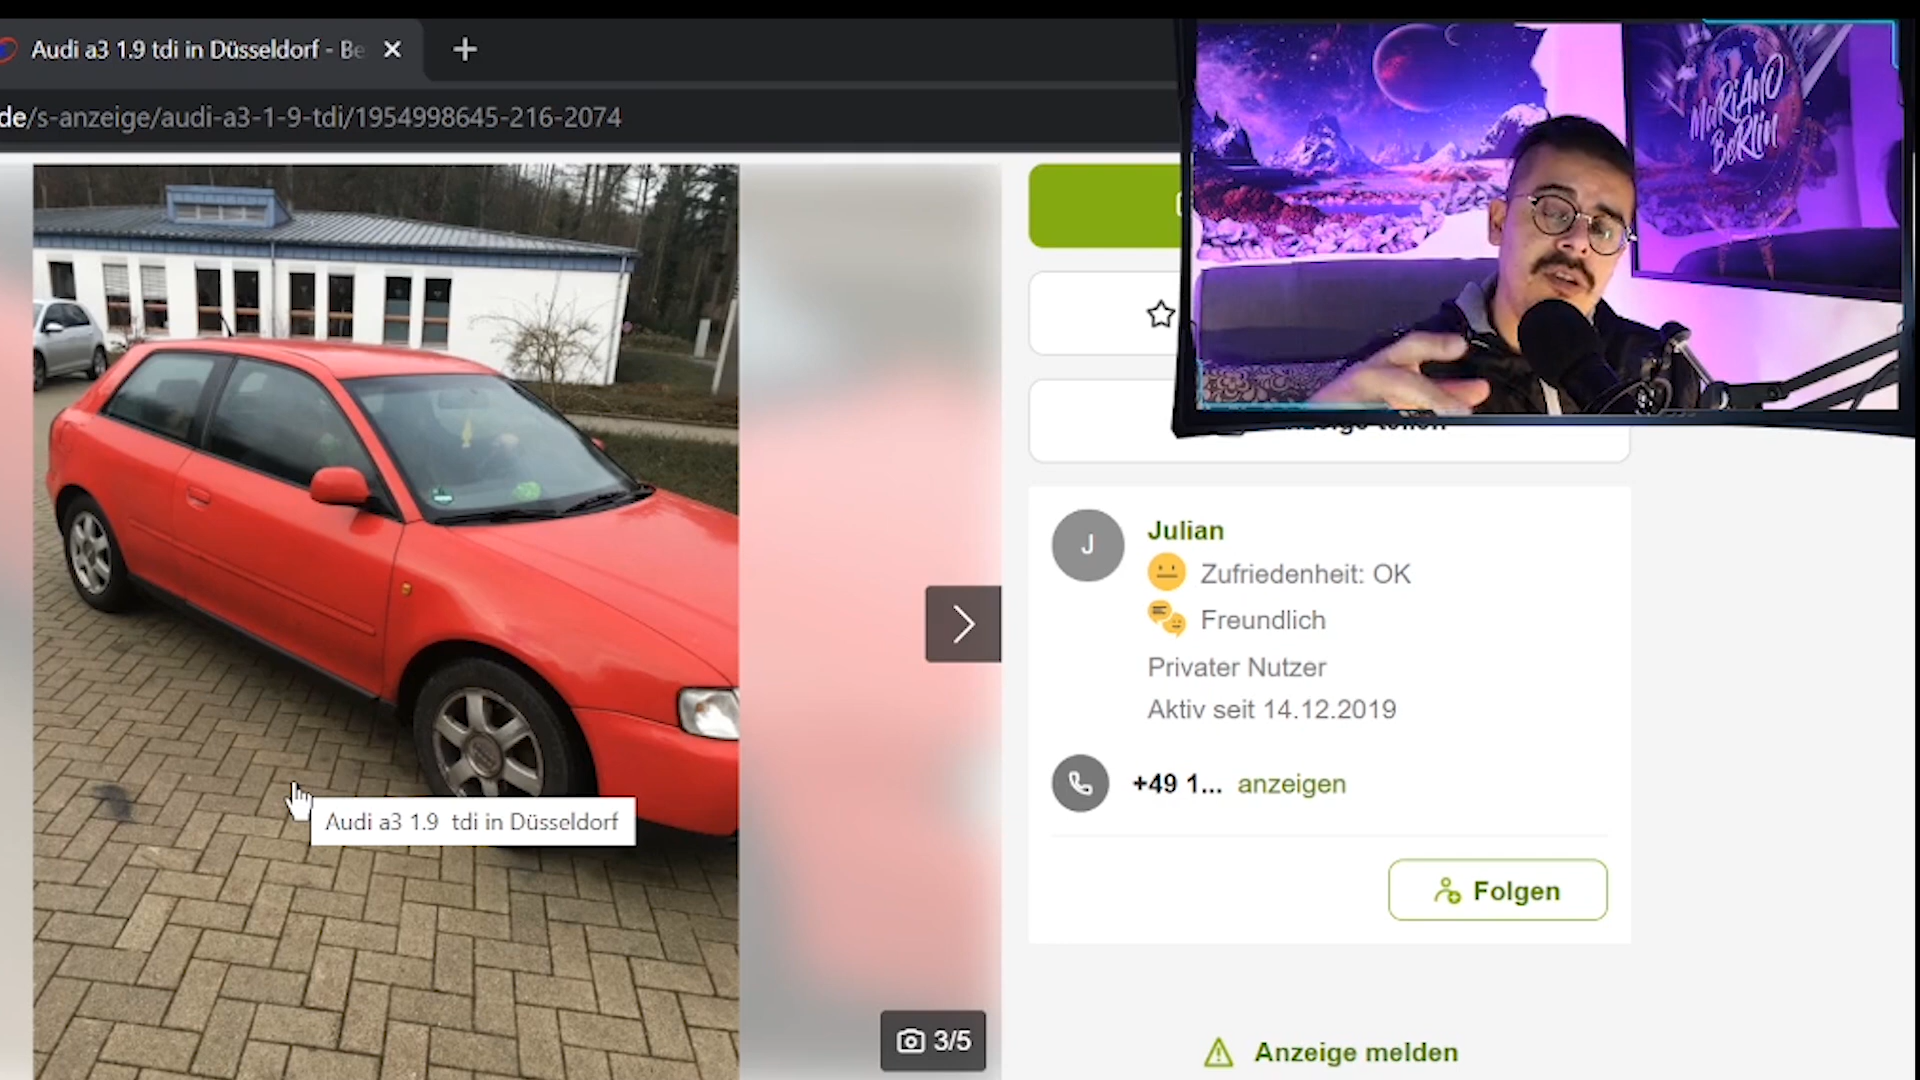 Audi a3 1.9 tdi in Düsseldorf - Be
de/s-anzeige/audi-a3-1-9-tdi/1954998645-216-2074
MaRiAnO
BeRlin
J
Julian
Zufriedenheit: OK
Freundlich
Privater Nutzer
Aktiv seit 14.12.2019
+49 1... anzeigen
Audi a3 1.9 tdi in Düsseldorf
Folgen
3/5
Anzeige melden